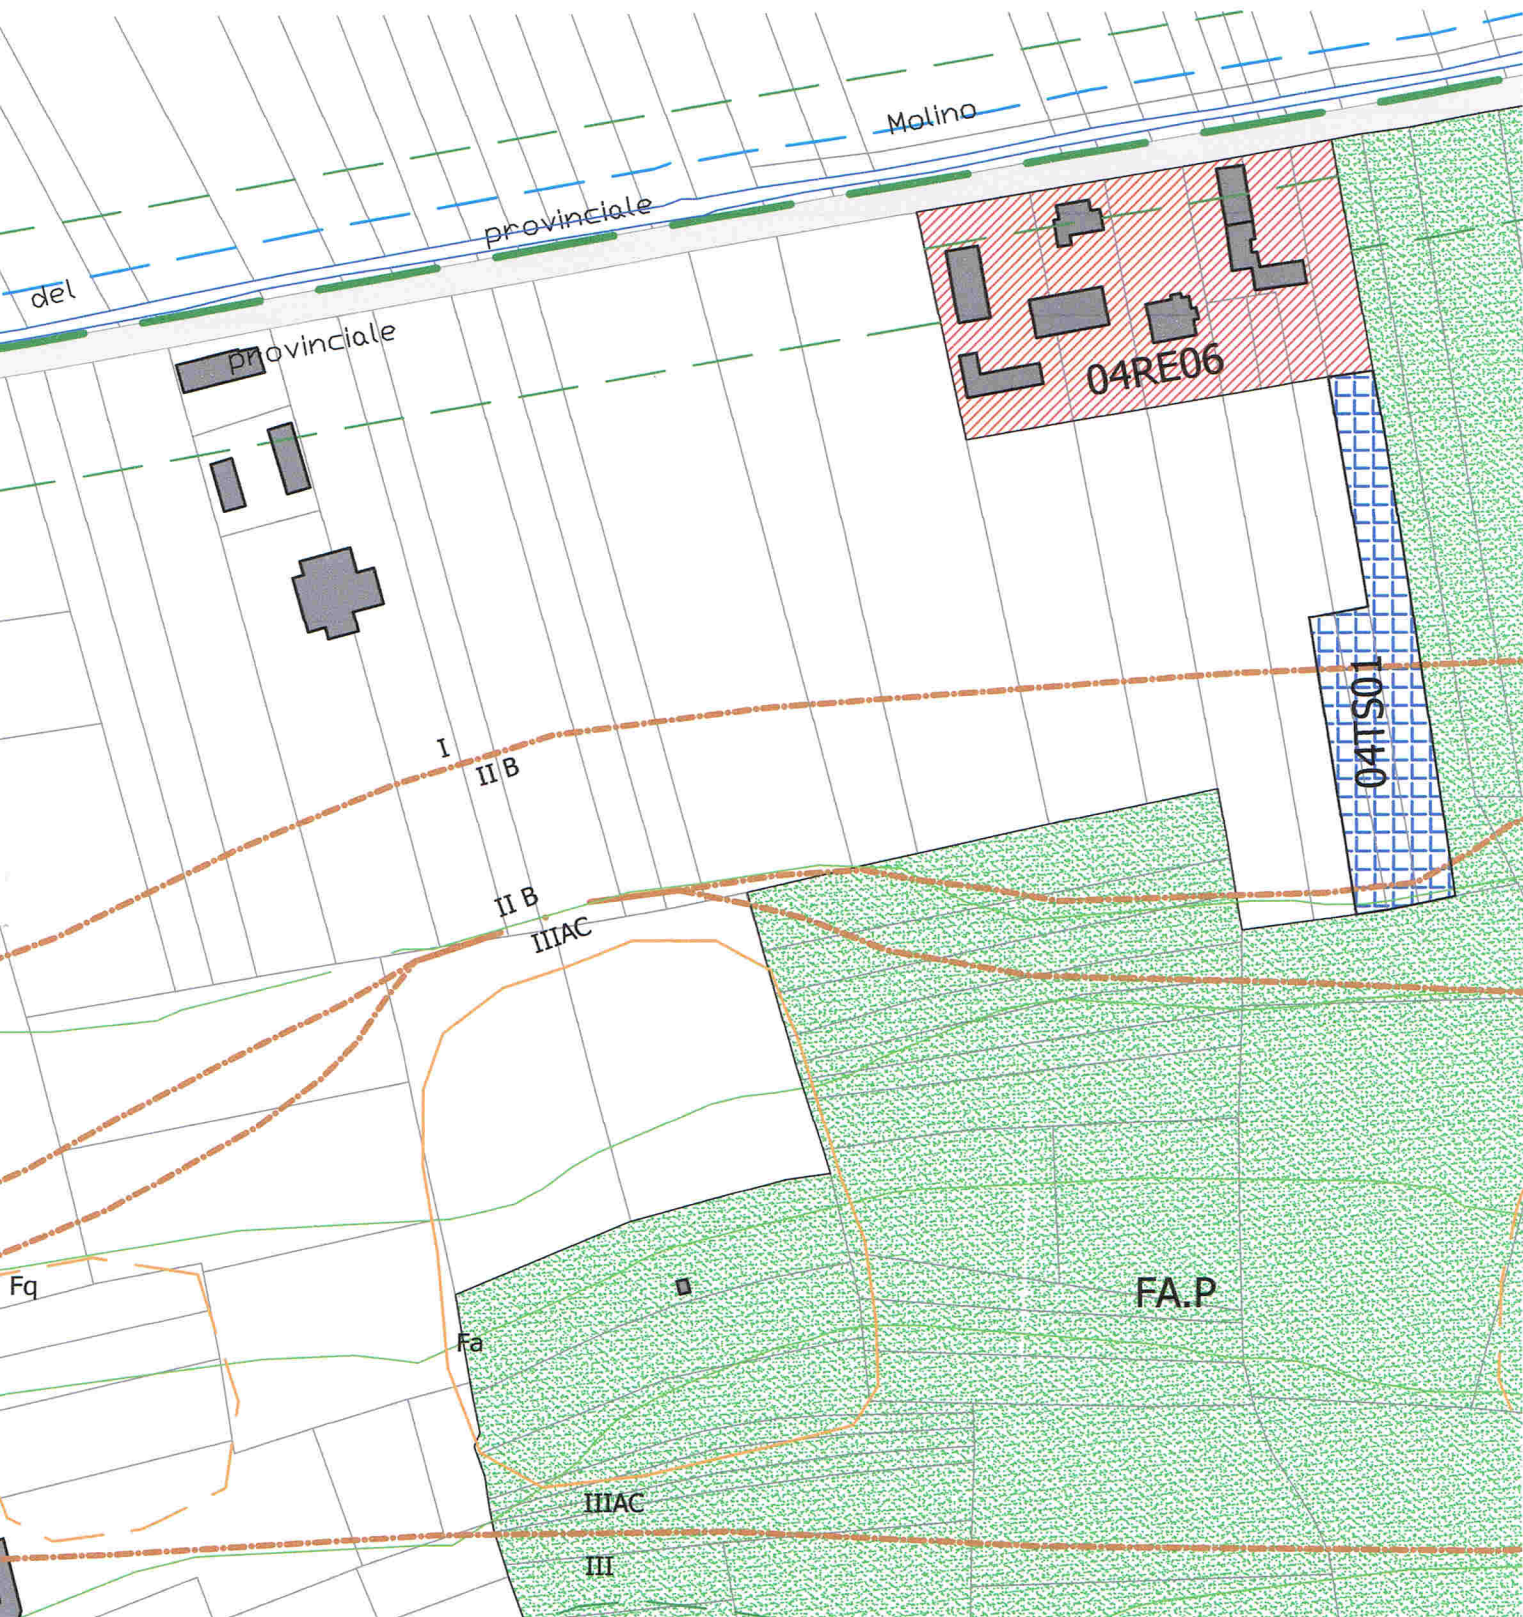 Molino
provinciale
del
provinciale
04RE06
04TS01
I
II B
II B
IIIAC
Fq
FA.P
Fa
IIIAC
III